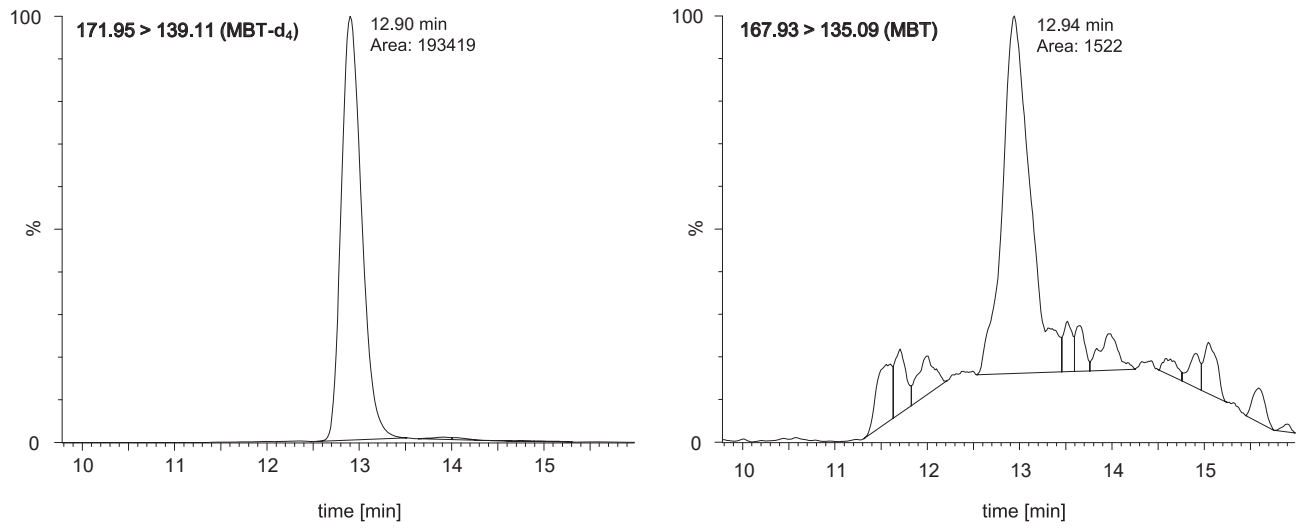 100
171.95 > 139.11 (MBT-d₄)
12.90 min
Area: 193419
%
0
10
11
12
13
14
15
time [min]
100
167.93 > 135.09 (MBT)
12.94 min
Area: 1522
%
0
10
11
12
13
14
15
time [min]